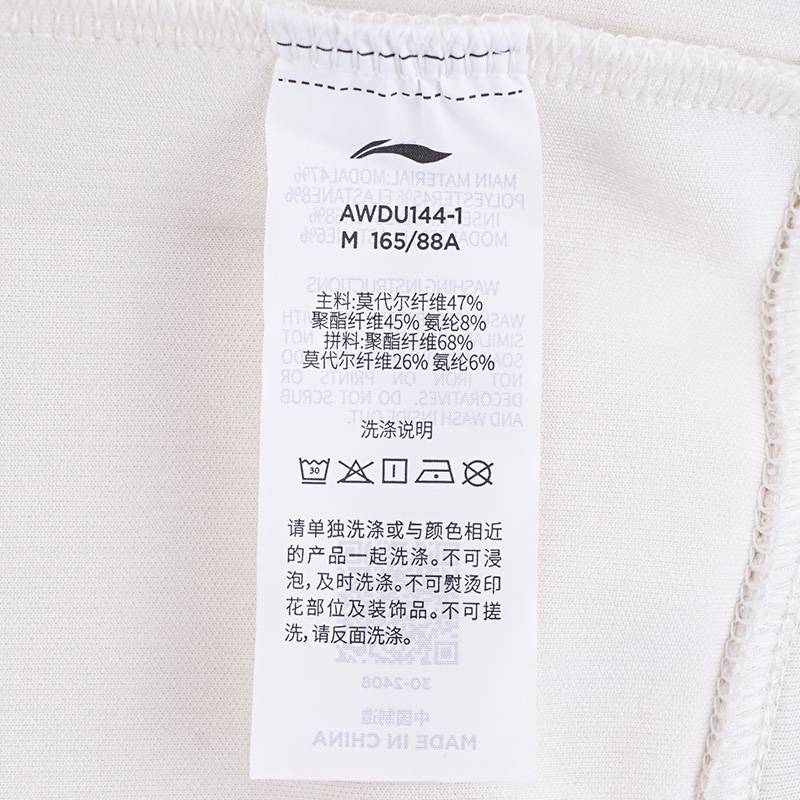 AWDU144-1
M 165/88A
主料:莫代尔纤维47%
聚酯纤维45% 氨纶8%
拼料:聚酯纤维68%
莫代尔纤维26% 氨纶6%
洗涤说明
30
请单独洗涤或与颜色相近
的产品一起洗涤。不可浸
泡,及时洗涤。不可熨烫印
花部位及装饰品。不可搓
洗,请反面洗涤。
30-2408
中国制造
MADE IN CHINA